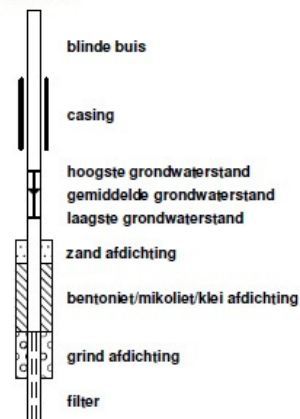 blinde buis
casing
hoogste grondwaterstand
gemiddelde grondwaterstand
laagste grondwaterstand
zand afdichting
bentoniet/mikoliet/klei afdichting
grind afdichting
filter